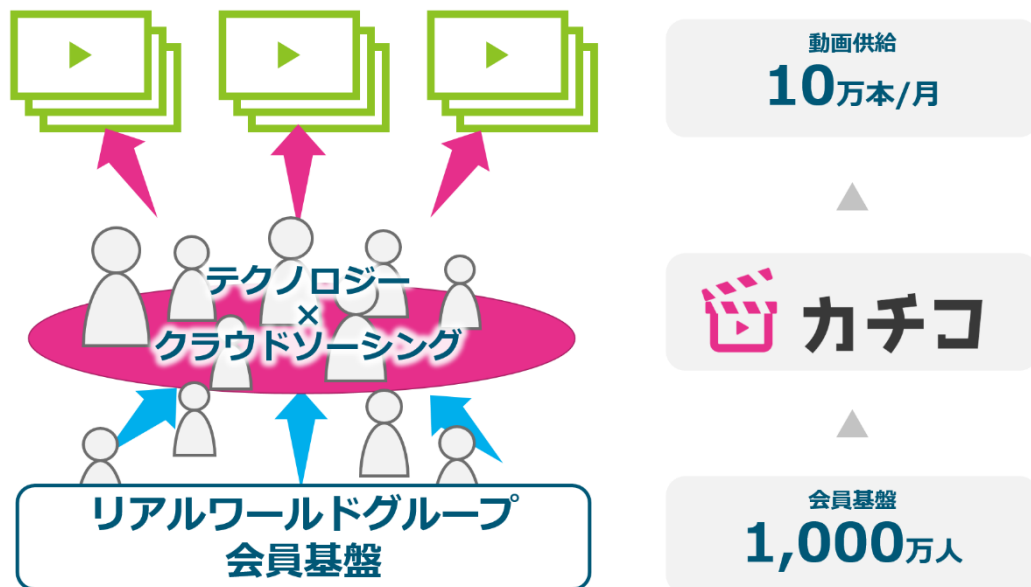 動画供給
10万本/月
テクノロジー
×
クラウドソーシング
カチコ
リアルワールドグループ
会員基盤
会員基盤
1,000万人